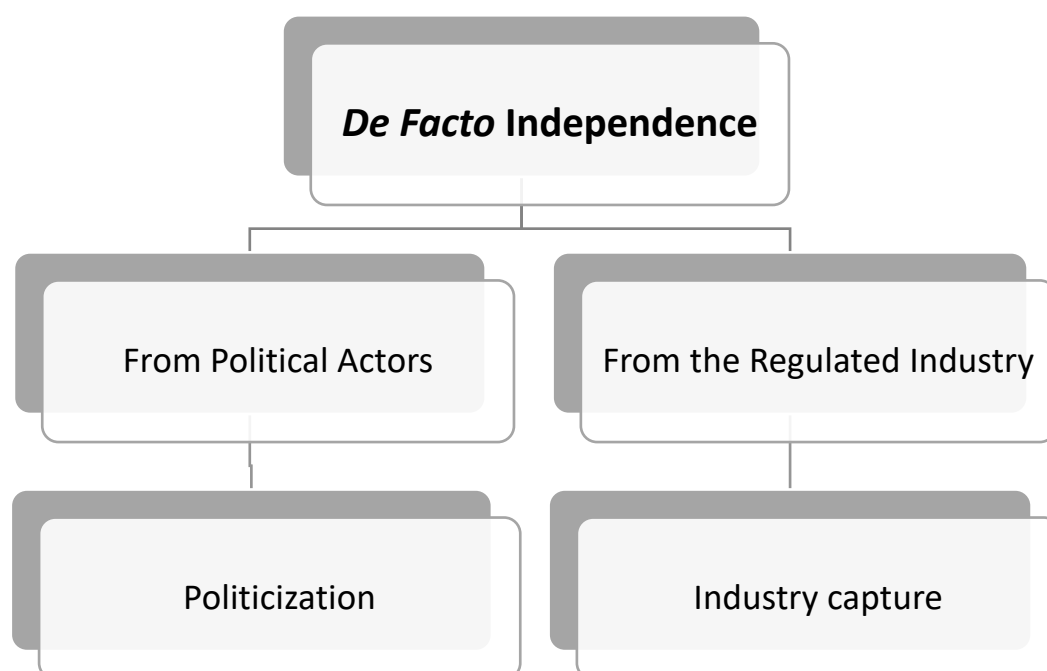 De Facto Independence
From Political Actors
From the Regulated Industry
Politicization
Industry capture